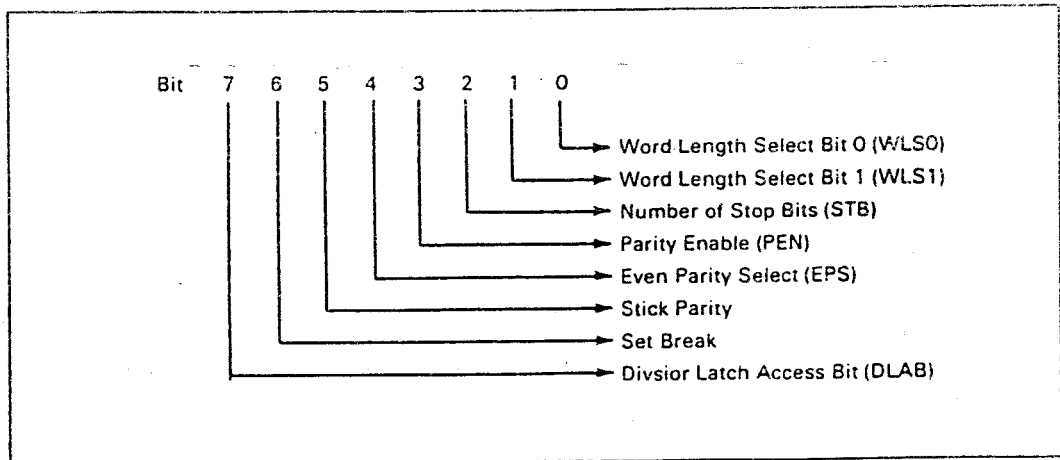 Bit 7 6 5 4 3 2 1 0
Word Length Select Bit 0 (WLS0)
Word Length Select Bit 1 (WLS1)
Number of Stop Bits (STB)
Parity Enable (PEN)
Even Parity Select (EPS)
Stick Parity
Set Break
Divsior Latch Access Bit (DLAB)